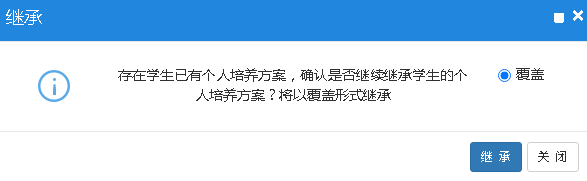 继承
存在学生已有个人培养方案，确认是否继续继承学生的个
人培养方案？将以覆盖形式继承
覆盖
继 承
关 闭